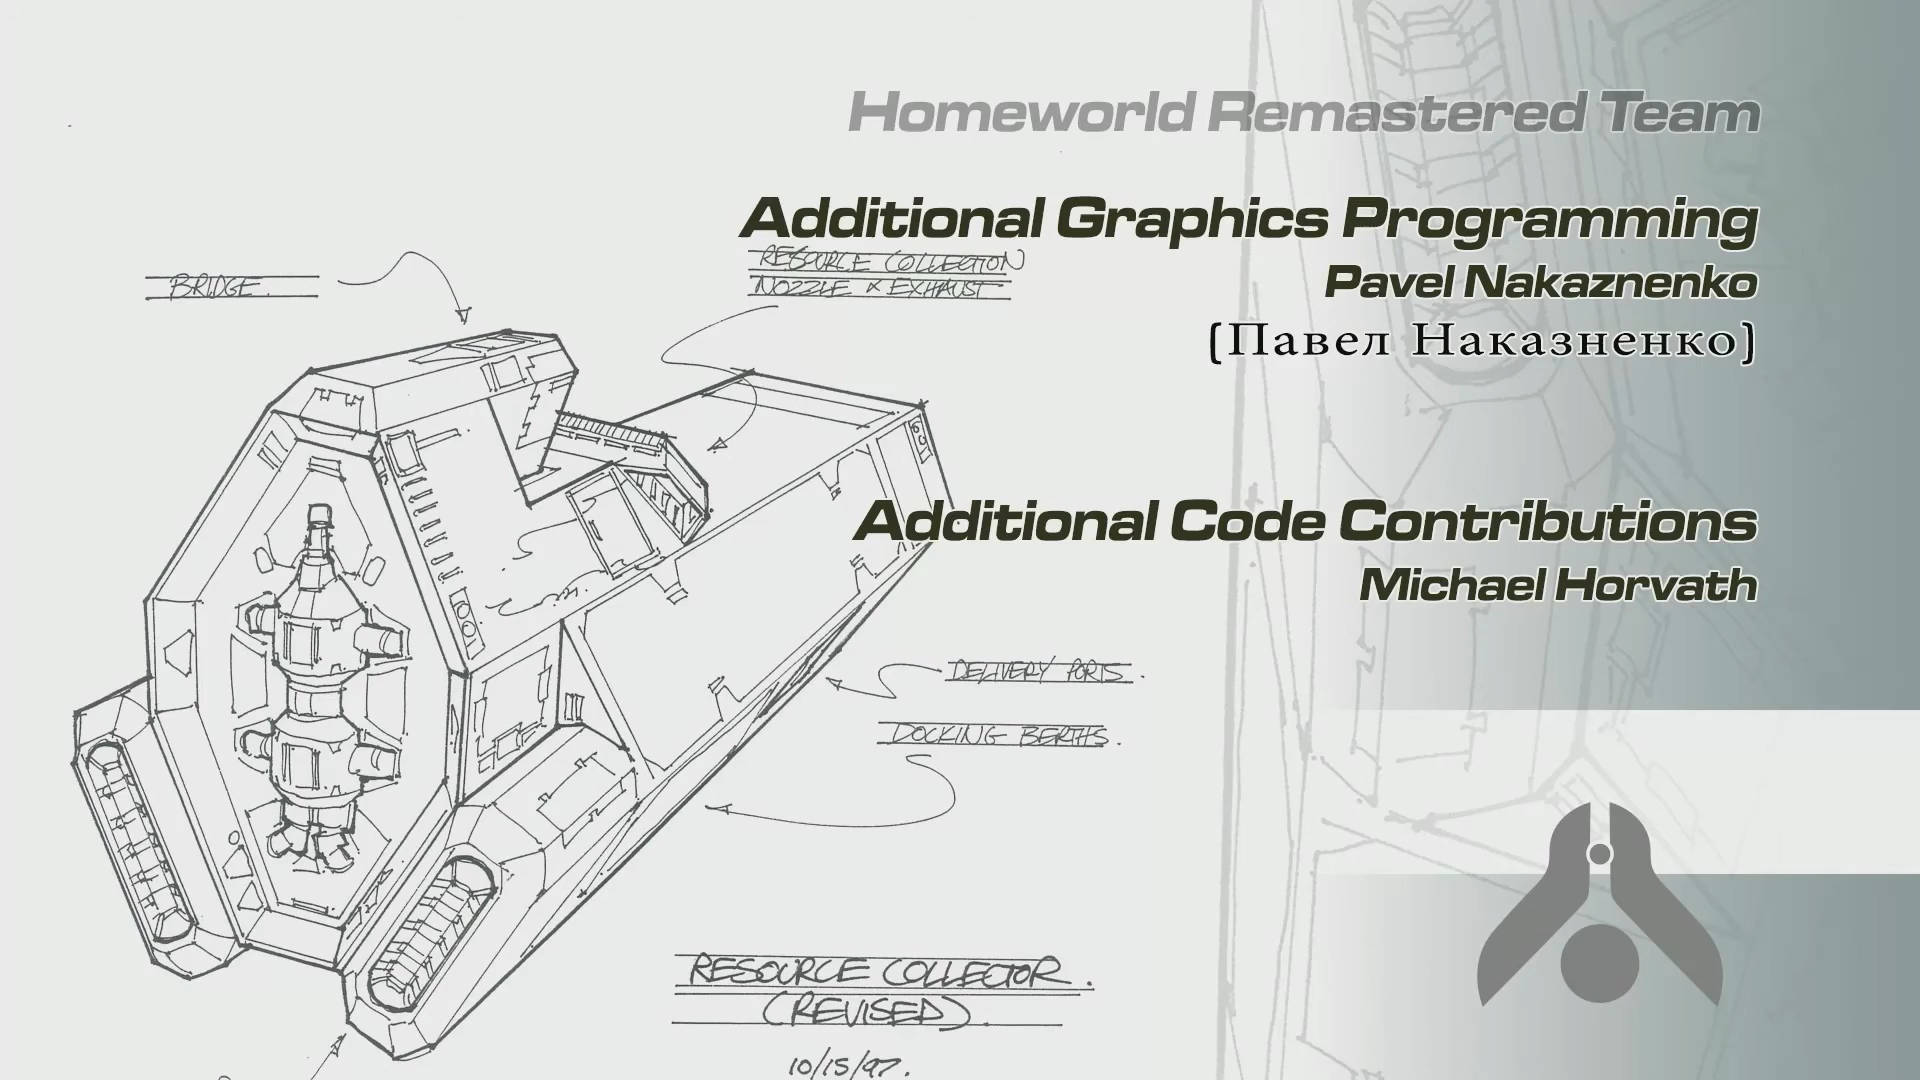 Homeworld Remastered Team
Additional Graphics Programming
Pavel Nakaznenko
(Павел Наказненко)
Additional Code Contributions
Michael Horvath
BRIDGE.
RESOURCE COLLECTION
NOZZLE & EXHAUST
DELIVERY PORTS.
DOCKING BERTHS.
RESOURCE COLLECTOR.
(REVISED)
10/15/97.